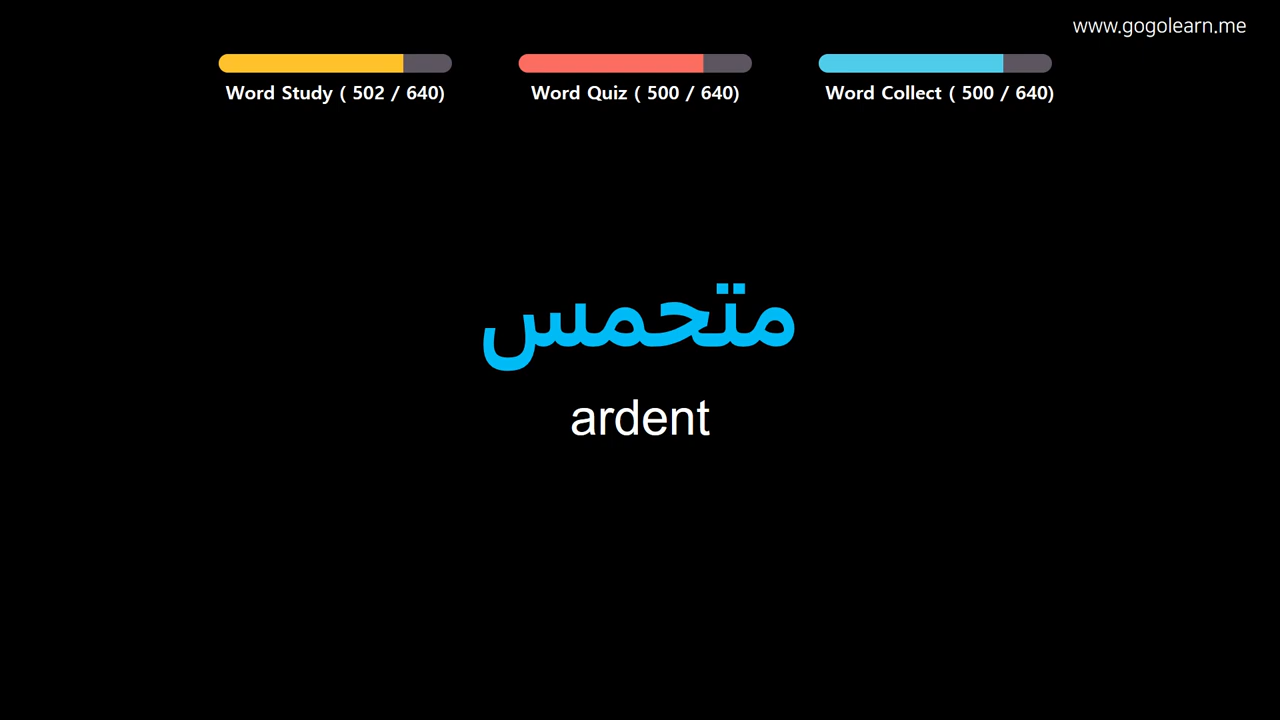 www.gogolearn.me
Word Study ( 502 / 640)
Word Quiz ( 500 / 640)
Word Collect ( 500 / 640)
متحمس
ardent